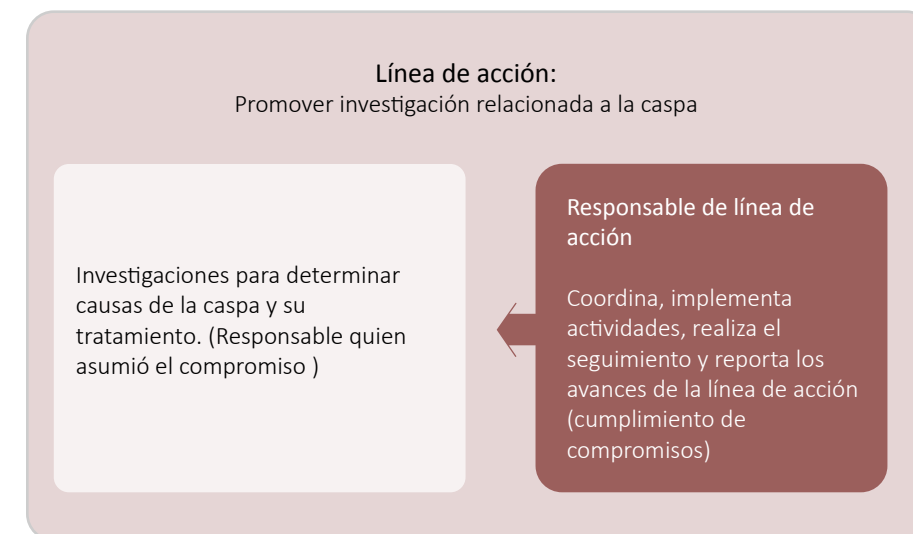 Línea de acción:
Promover investigación relacionada a la caspa
Investigaciones para determinar
causas de la caspa y su
tratamiento. (Responsable quien
asumió el compromiso )
Responsable de línea de
acción
Coordina, implementa
actividades, realiza el
seguimiento y reporta los
avances de la línea de acción
(cumplimiento de
compromisos)